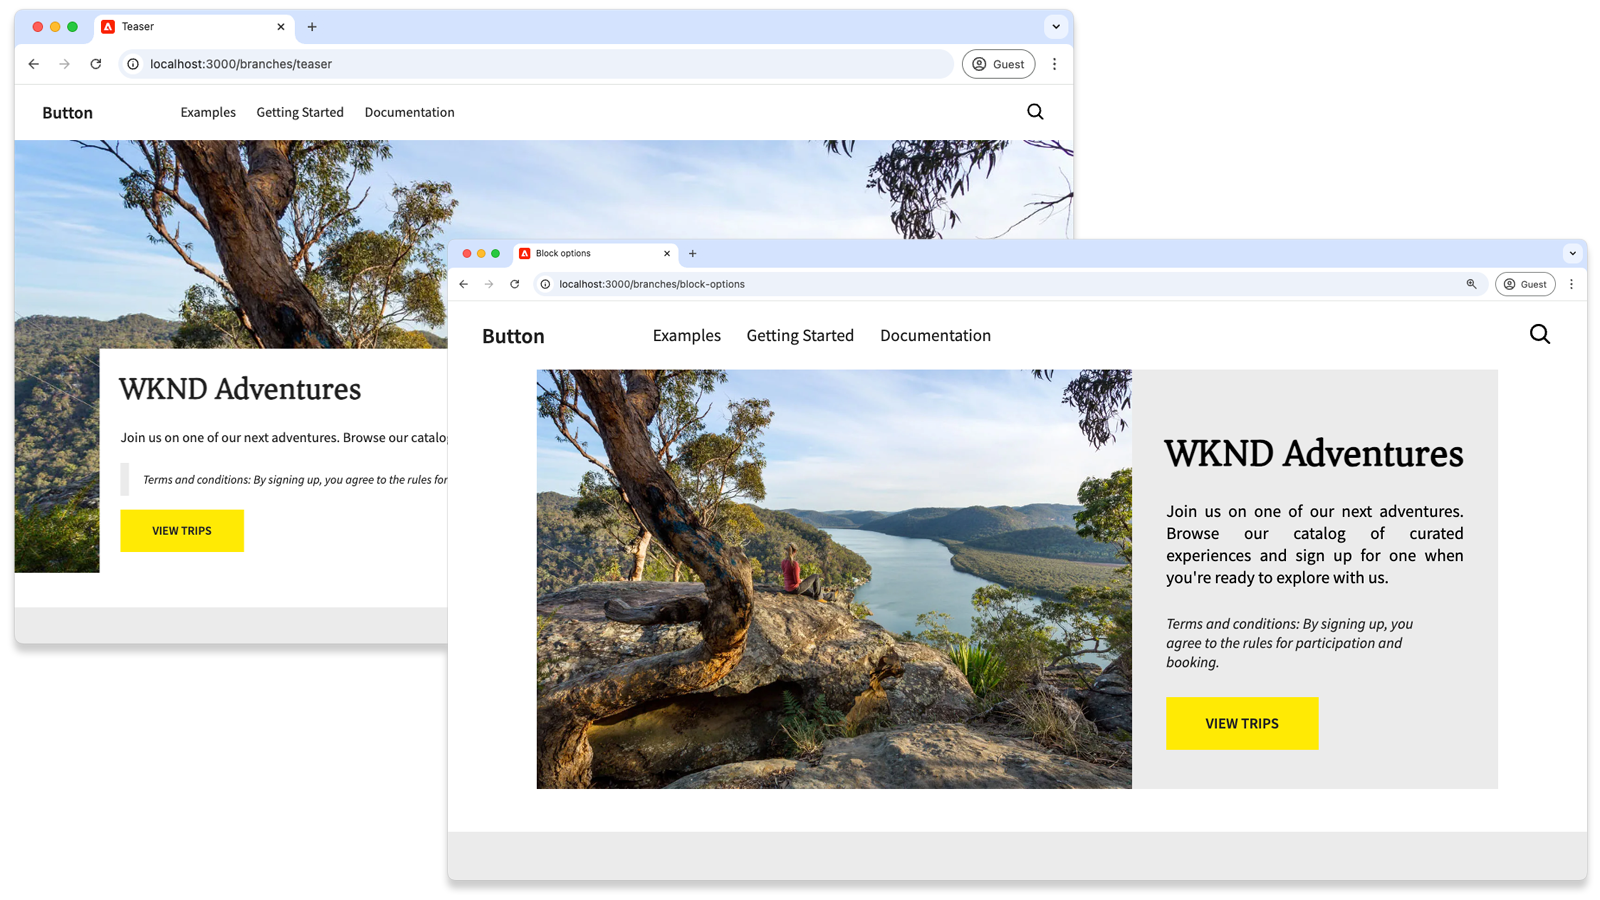 Teaser
localhost:3000/branches/teaser
Guest
Button
Examples
Getting Started
Documentation
WKND Adventures
Join us on one of our next adventures. Browse our
Terms and conditions: By signing up, you agree to the rules for
VIEW TRIPS
Block options
localhost:3000/branches/block-options
Guest
Button
Examples
Getting Started
Documentation
WKND Adventures
Join us on one of our next adventures.
Browse our catalog of curated
experiences and sign up for one when
you're ready to explore with us.
Terms and conditions: By signing up, you
agree to the rules for participation and
booking.
VIEW TRIPS